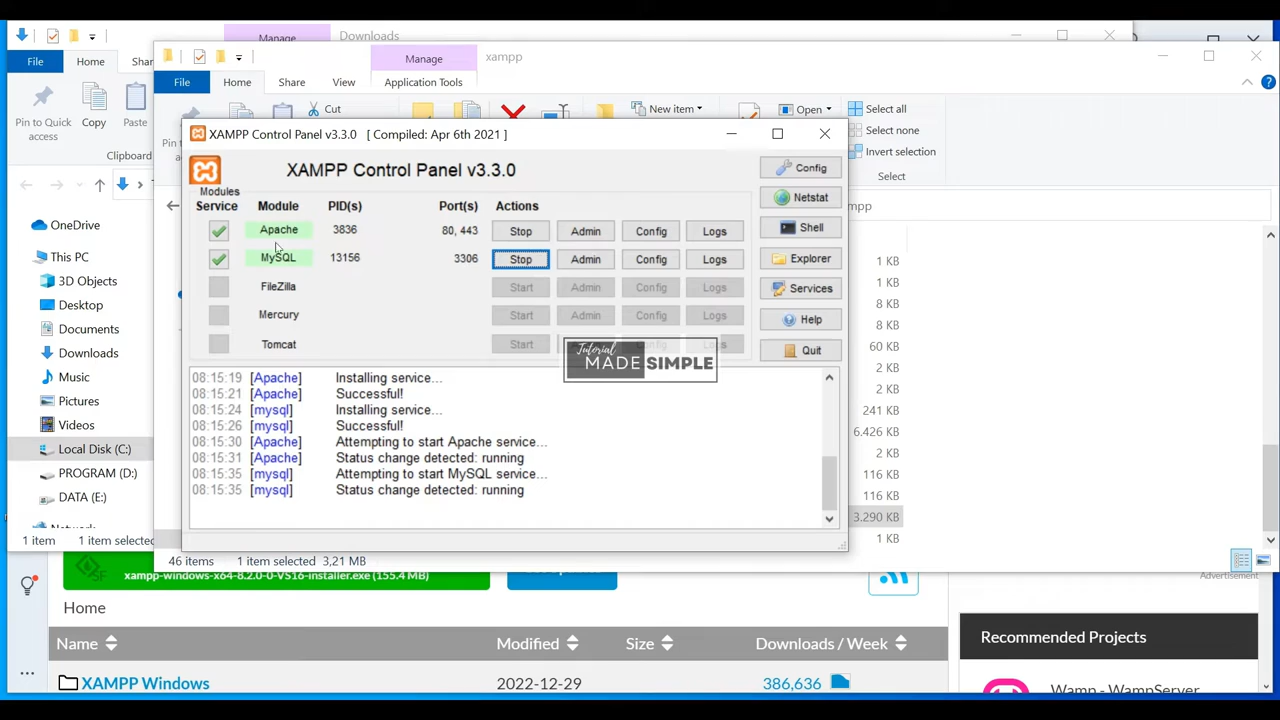 Manage
Downloads
File
Home
Manage
xampp
File
Home
Share
View
Application Tools
Pin to Quick access
Copy
Paste
Clipboard
Cut
New item
Open
Select all
Select none
Invert selection
Select
XAMPP Control Panel v3.3.0 [ Compiled: Apr 6th 2021 ]
XAMPP Control Panel v3.3.0
Modules
Service
Module
PID(s)
Port(s)
Actions
Apache
3836
80, 443
Stop
Admin
Config
Logs
MySQL
13156
3306
Stop
Admin
Config
Logs
FileZilla
Start
Admin
Config
Logs
Mercury
Start
Admin
Config
Logs
Tomcat
Start
Config
Config
Netstat
Shell
Explorer
Services
Help
Quit
Tutorial
MADE SIMPLE
08:15:19 [Apache] Installing service...
08:15:21 [Apache] Successful!
08:15:24 [mysql] Installing service...
08:15:26 [mysql] Successful!
08:15:30 [Apache] Attempting to start Apache service...
08:15:31 [Apache] Status change detected: running
08:15:35 [mysql] Attempting to start MySQL service...
08:15:35 [mysql] Status change detected: running
OneDrive
This PC
3D Objects
Desktop
Documents
Downloads
Music
Pictures
Videos
Local Disk (C:)
PROGRAM (D:)
DATA (E:)
1 item
1 item selected
1 KB
1 KB
8 KB
8 KB
60 KB
2 KB
2 KB
241 KB
6.426 KB
2 KB
116 KB
116 KB
3.290 KB
1 KB
46 items
1 item selected 3,21 MB
xampp-windows-x64-8.2.0-0-VS16-installer.exe (155.4 MB)
Advertisement
Home
Name
Modified
Size
Downloads / Week
XAMPP Windows
2022-12-29
386,636
Recommended Projects
Wamp - WampServer